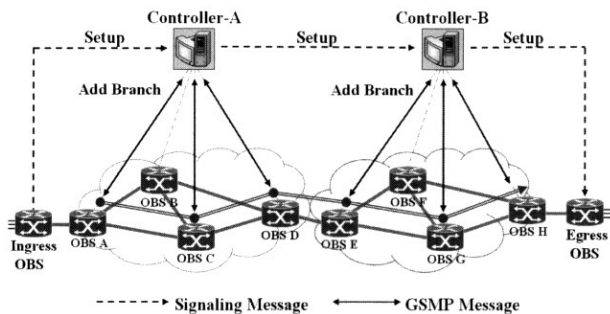 Controller-A
Controller-B
Setup
Setup
Setup
Add Branch
Add Branch
OBS B
OBS F
OBS A
OBS C
OBS D
OBS E
OBS G
OBS H
Ingress
OBS
Egress
OBS
Signaling Message
GSMP Message